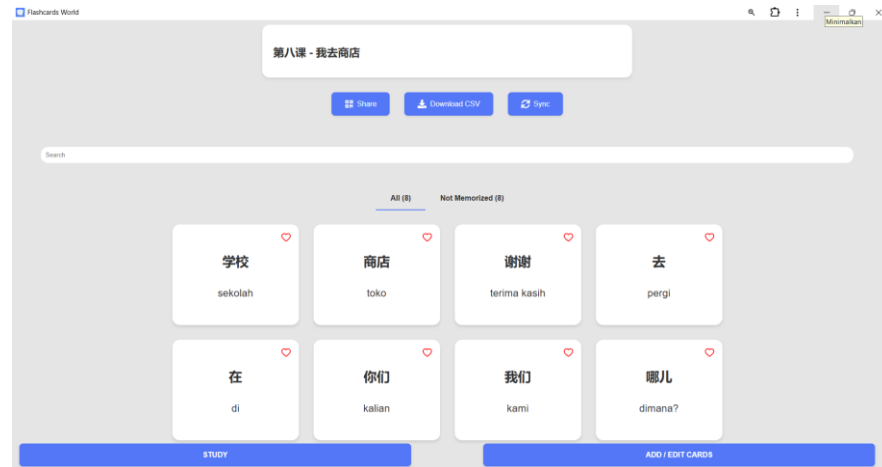 Flashcards World
Minimalkan
第八课 - 我去商店
Share
Download CSV
Sync
Search
All (8)
Not Memorized (8)
学校
sekolah
商店
toko
谢谢
terima kasih
去
pergi
在
di
你们
kalian
我们
kami
哪儿
dimana?
STUDY
ADD / EDIT CARDS